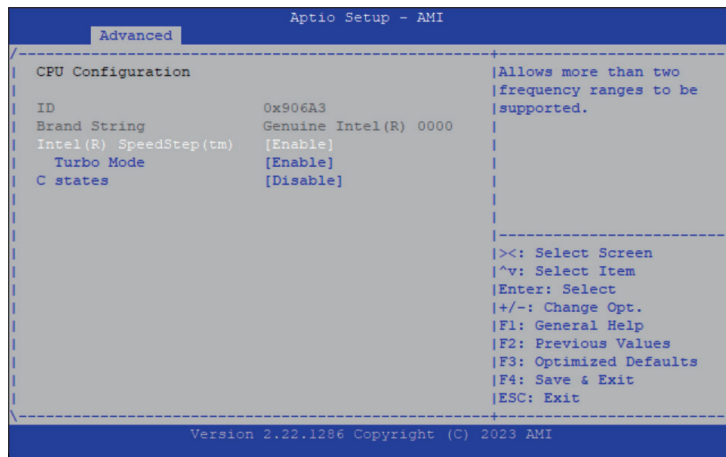 Aptio Setup - AMI
Advanced
CPU Configuration
ID 0x906A3
Brand String Genuine Intel(R) 0000
Intel(R) SpeedStep(tm) [Enable]
Turbo Mode [Enable]
C states [Disable]
Allows more than two
frequency ranges to be
supported.
><: Select Screen
^v: Select Item
Enter: Select
+/-: Change Opt.
F1: General Help
F2: Previous Values
F3: Optimized Defaults
F4: Save & Exit
ESC: Exit
Version 2.22.1286 Copyright (C) 2023 AMI